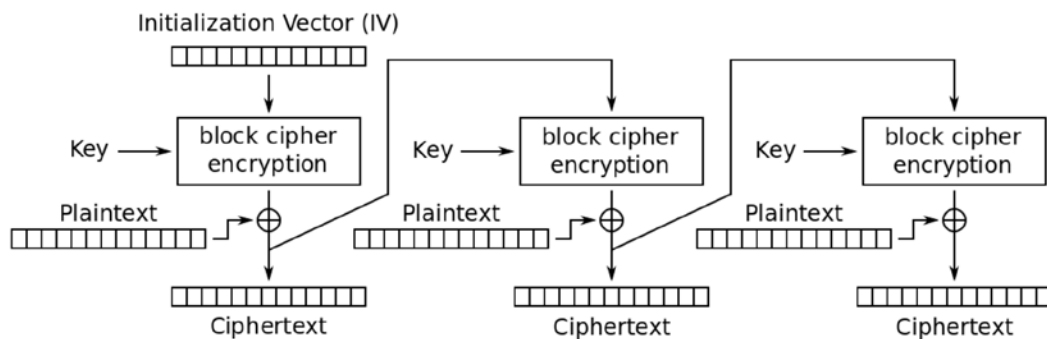 Initialization Vector (IV)
Key
block cipher
encryption
Key
block cipher
encryption
Key
block cipher
encryption
Plaintext
Plaintext
Plaintext
Ciphertext
Ciphertext
Ciphertext